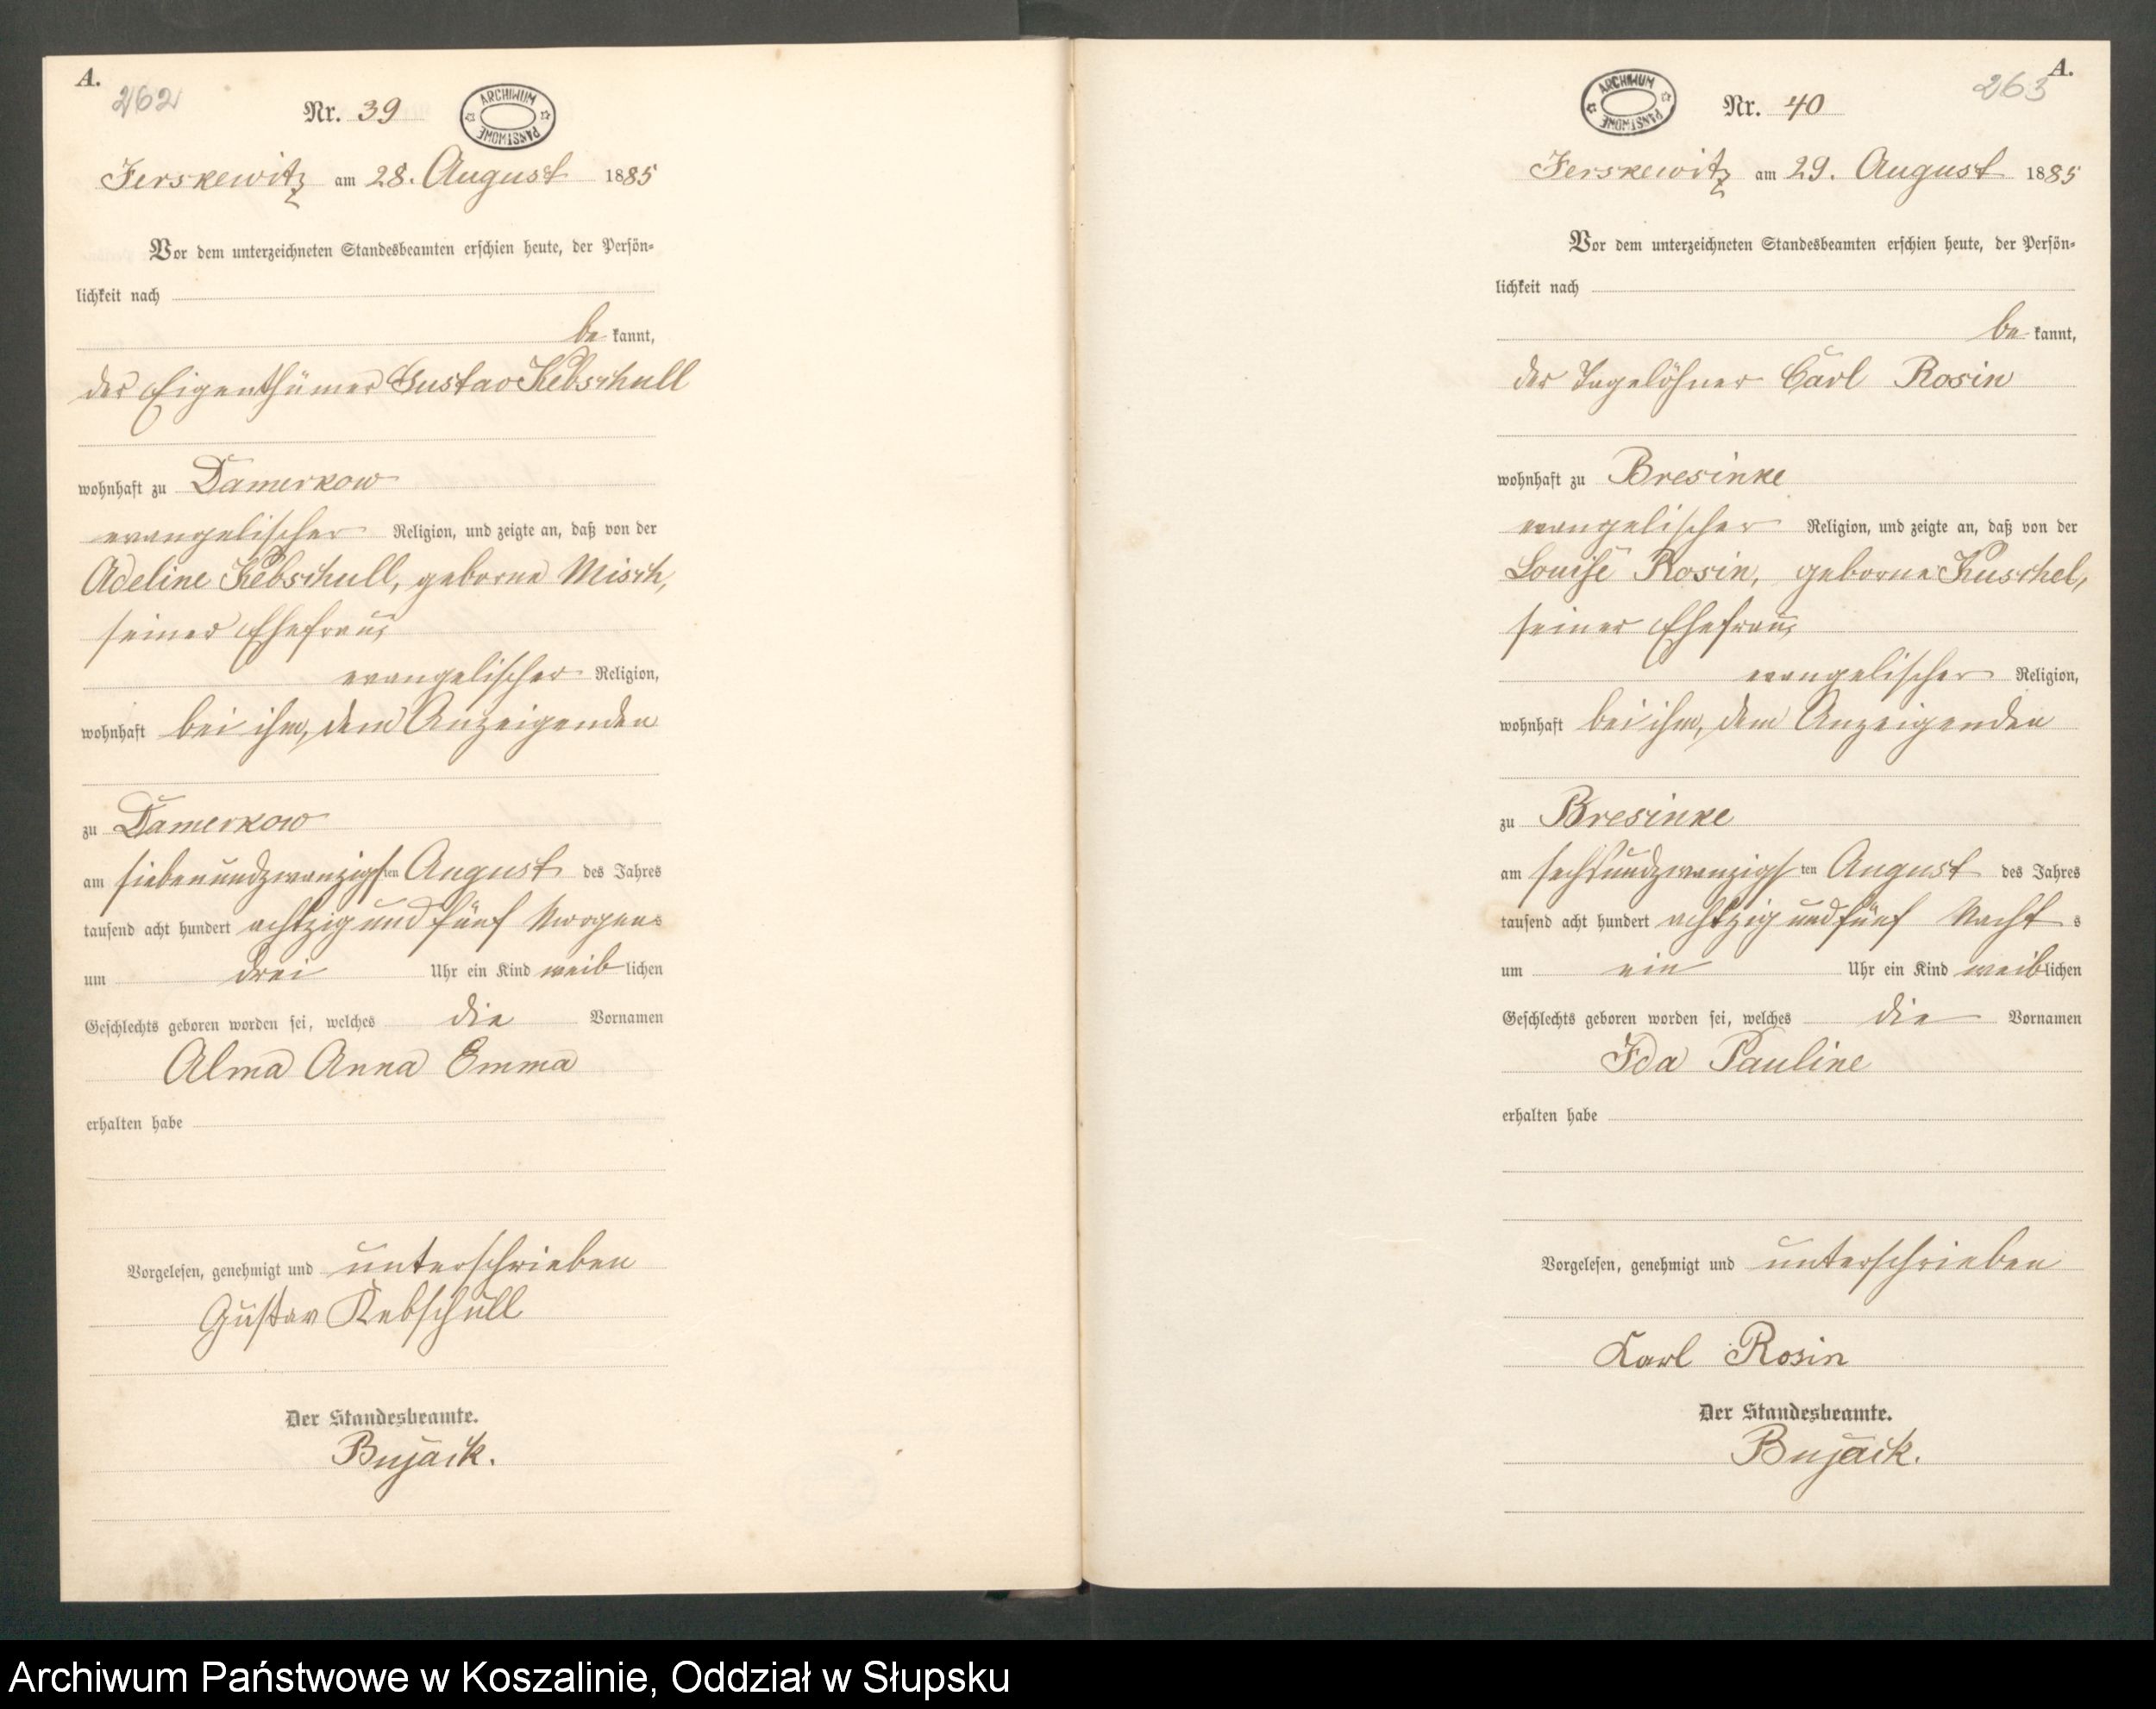 A.
262
Nr. 39
ARCHIWUM PAŃSTWOWE
Jerskewitz am 28. August 1885
Vor dem unterzeichneten Standesbeamten erschien heute, der Persön-
lichkeit nach
be kannt,
der Eigenthümer Gustav Kebschull
wohnhaft zu Damerkow
evangelischer Religion, und zeigte an, daß von der
Adeline Kebschull, geborne Misch,
seiner Ehefrau,
evangelischer Religion,
wohnhaft bei ihm, dem Anzeigenden
zu Damerkow
am siebenundzwanzigsten August des Jahres
tausend acht hundert achtzig und fünf Morgens
um drei Uhr ein Kind weiblichen
Geschlechts geboren worden sei, welches die Vornamen
Alma Anna Emma
erhalten habe
Vorgelesen, genehmigt und unterschrieben
Gustav Kebschull
Der Standesbeamte.
Bujack.
A.
263
ARCHIWUM PAŃSTWOWE
Nr. 40
Jerskewitz am 29. August 1885
Vor dem unterzeichneten Standesbeamten erschien heute, der Persön-
lichkeit nach
be kannt,
der Tagelöhner Carl Rosin
wohnhaft zu Bresinke
evangelischer Religion, und zeigte an, daß von der
Louise Rosin, geborne Kuschel,
seiner Ehefrau,
evangelischer Religion,
wohnhaft bei ihm, dem Anzeigenden
zu Bresinke
am sechsundzwanzigsten August des Jahres
tausend acht hundert achtzig und fünf Nachts
um ein Uhr ein Kind weiblichen
Geschlechts geboren worden sei, welches die Vornamen
Ida Pauline
erhalten habe
Vorgelesen, genehmigt und unterschrieben
Karl Rosin
Der Standesbeamte.
Bujack.
Archiwum Państwowe w Koszalinie, Oddział w Słupsku